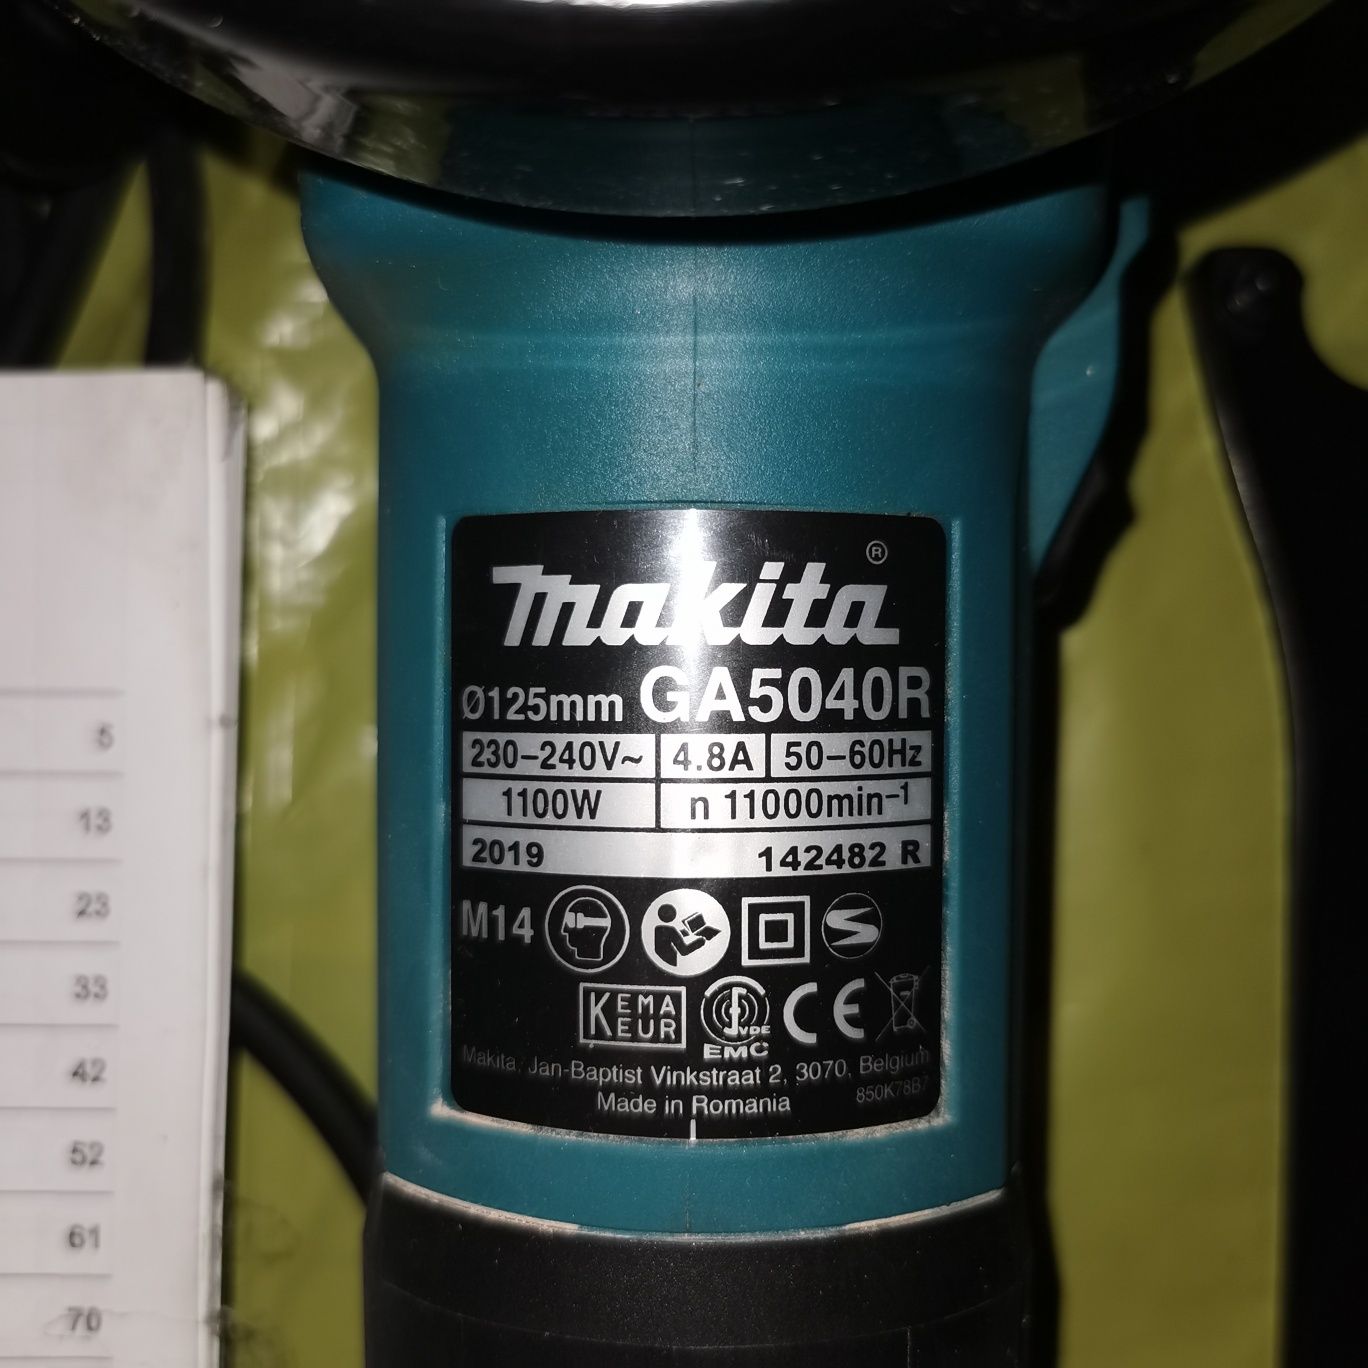 makita®
Ø125mm GA5040R
230-240V~ 4.8A 50-60Hz
1100W n 11000min⁻¹
2019 142482 R
M14
KEMA
KEUR
VDE
EMC
CE
Makita, Jan-Baptist Vinkstraat 2, 3070, Belgium
850K78B7
Made in Romania
5
13
23
33
42
52
61
70